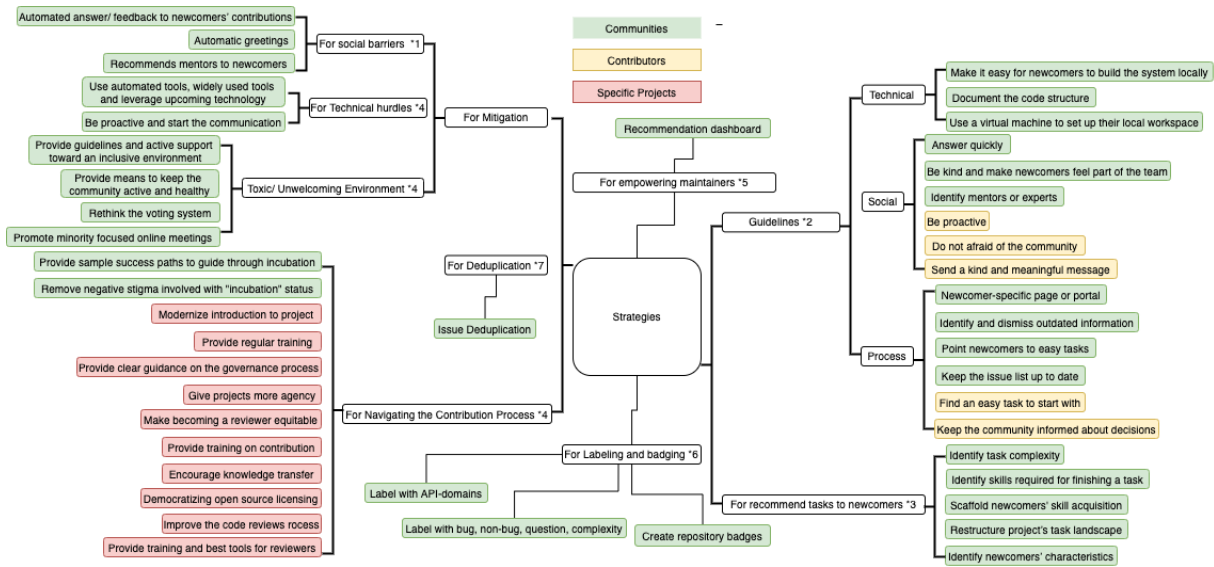 Communities
–
Contributors
Specific Projects
Automated answer/ feedback to newcomers' contributions
Automatic greetings
Recommends mentors to newcomers
For social barriers *1
Use automated tools, widely used tools
and leverage upcoming technology
Be proactive and start the communication
For Technical hurdles *4
Provide guidelines and active support
toward an inclusive environment
Provide means to keep the
community active and healthy
Rethink the voting system
Promote minority focused online meetings
Toxic/ Unwelcoming Environment *4
For Mitigation
Recommendation dashboard
For empowering maintainers *5
For Deduplication *7
Issue Deduplication
Strategies
Provide sample success paths to guide through incubation
Remove negative stigma involved with "incubation" status
Modernize introduction to project
Provide regular training
Provide clear guidance on the governance process
Give projects more agency
Make becoming a reviewer equitable
Provide training on contribution
Encourage knowledge transfer
Democratizing open source licensing
Improve the code reviews rocess
Provide training and best tools for reviewers
For Navigating the Contribution Process *4
For Labeling and badging *6
Label with API-domains
Label with bug, non-bug, question, complexity
Create repository badges
Guidelines *2
Technical
Make it easy for newcomers to build the system locally
Document the code structure
Use a virtual machine to set up their local workspace
Social
Answer quickly
Be kind and make newcomers feel part of the team
Identify mentors or experts
Be proactive
Do not afraid of the community
Send a kind and meaningful message
Process
Newcomer-specific page or portal
Identify and dismiss outdated information
Point newcomers to easy tasks
Keep the issue list up to date
Find an easy task to start with
Keep the community informed about decisions
For recommend tasks to newcomers *3
Identify task complexity
Identify skills required for finishing a task
Scaffold newcomers' skill acquisition
Restructure project's task landscape
Identify newcomers' characteristics